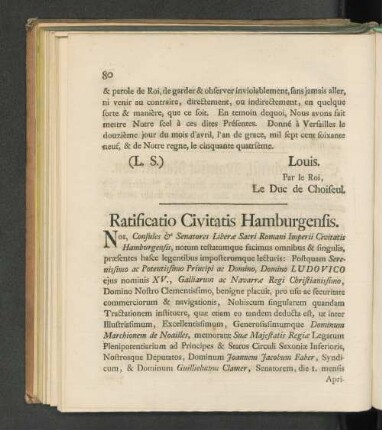 80
& parole de Roi, de garder & observer inviolablement, sans jamais aller,
ni venir au contraire, directement, ou indirectement, en quelque
sorte & maniére, que ce soit. En temoin dequoi, Nous avons fait
mettre Notre scel à ces dites Présentes. Donné à Versailles le
douziéme jour du mois d'avril, l'an de grace, mil sept cent soixante
neuf, & de Notre regne, le cinquante quatriéme.
(L. S.) Louis.
Par le Roi,
Le Duc de Choiseul.
Ratificatio Civitatis Hamburgensis.
Nos, Consules & Senatores Liberæ Sacri Romani Imperii Civitatis
Hamburgensis, notum testatumque facimus omnibus & singulis,
præsentes hasce legentibus imposterumque lecturis: Postquam Sere-
nissimo ac Potentissimo Principi ac Domino, Domino LUDOVICO
ejus nominis XV., Galliarum ac Navarræ Regi Christianissimo,
Domino Nostro Clementissimo, benigne placuit, pro usu ac securitate
commerciorum & navigationis, Nobiscum singularum quandam
Tractationem instituere, quæ etiam eo tandem deducta est, ut inter
Illustrissimum, Excellentissimum, Generosissimumque Dominum
Marchionem de Noailles, memoratæ Suæ Majestatis Regiæ Legatum
Plenipotentiarium ad Principes & Status Circuli Saxoniæ Inferioris,
Nostrosque Deputatos, Dominum Joannem Jacobum Faber, Syndi-
cum, & Dominum Guilielmum Clamer, Senatorem, die 1. mensis
Apri-